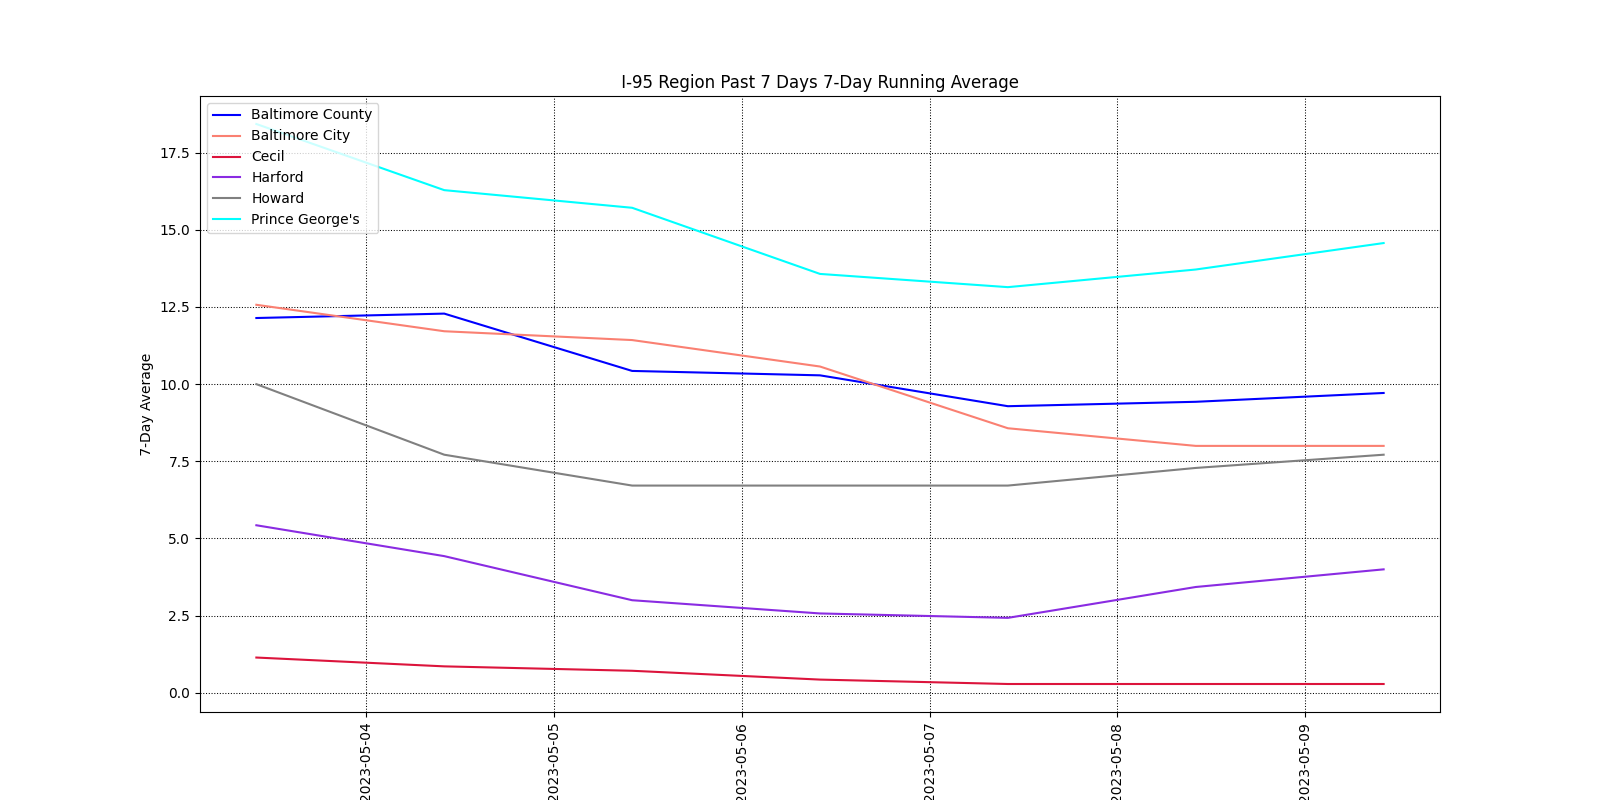 I-95 Region Past 7 Days 7-Day Running Average
Baltimore County
Baltimore City
Cecil
Harford
Howard
Prince George's
17.5
15.0
12.5
10.0
7.5
5.0
2.5
0.0
7-Day Average
2023-05-04
2023-05-05
2023-05-06
2023-05-07
2023-05-08
2023-05-09